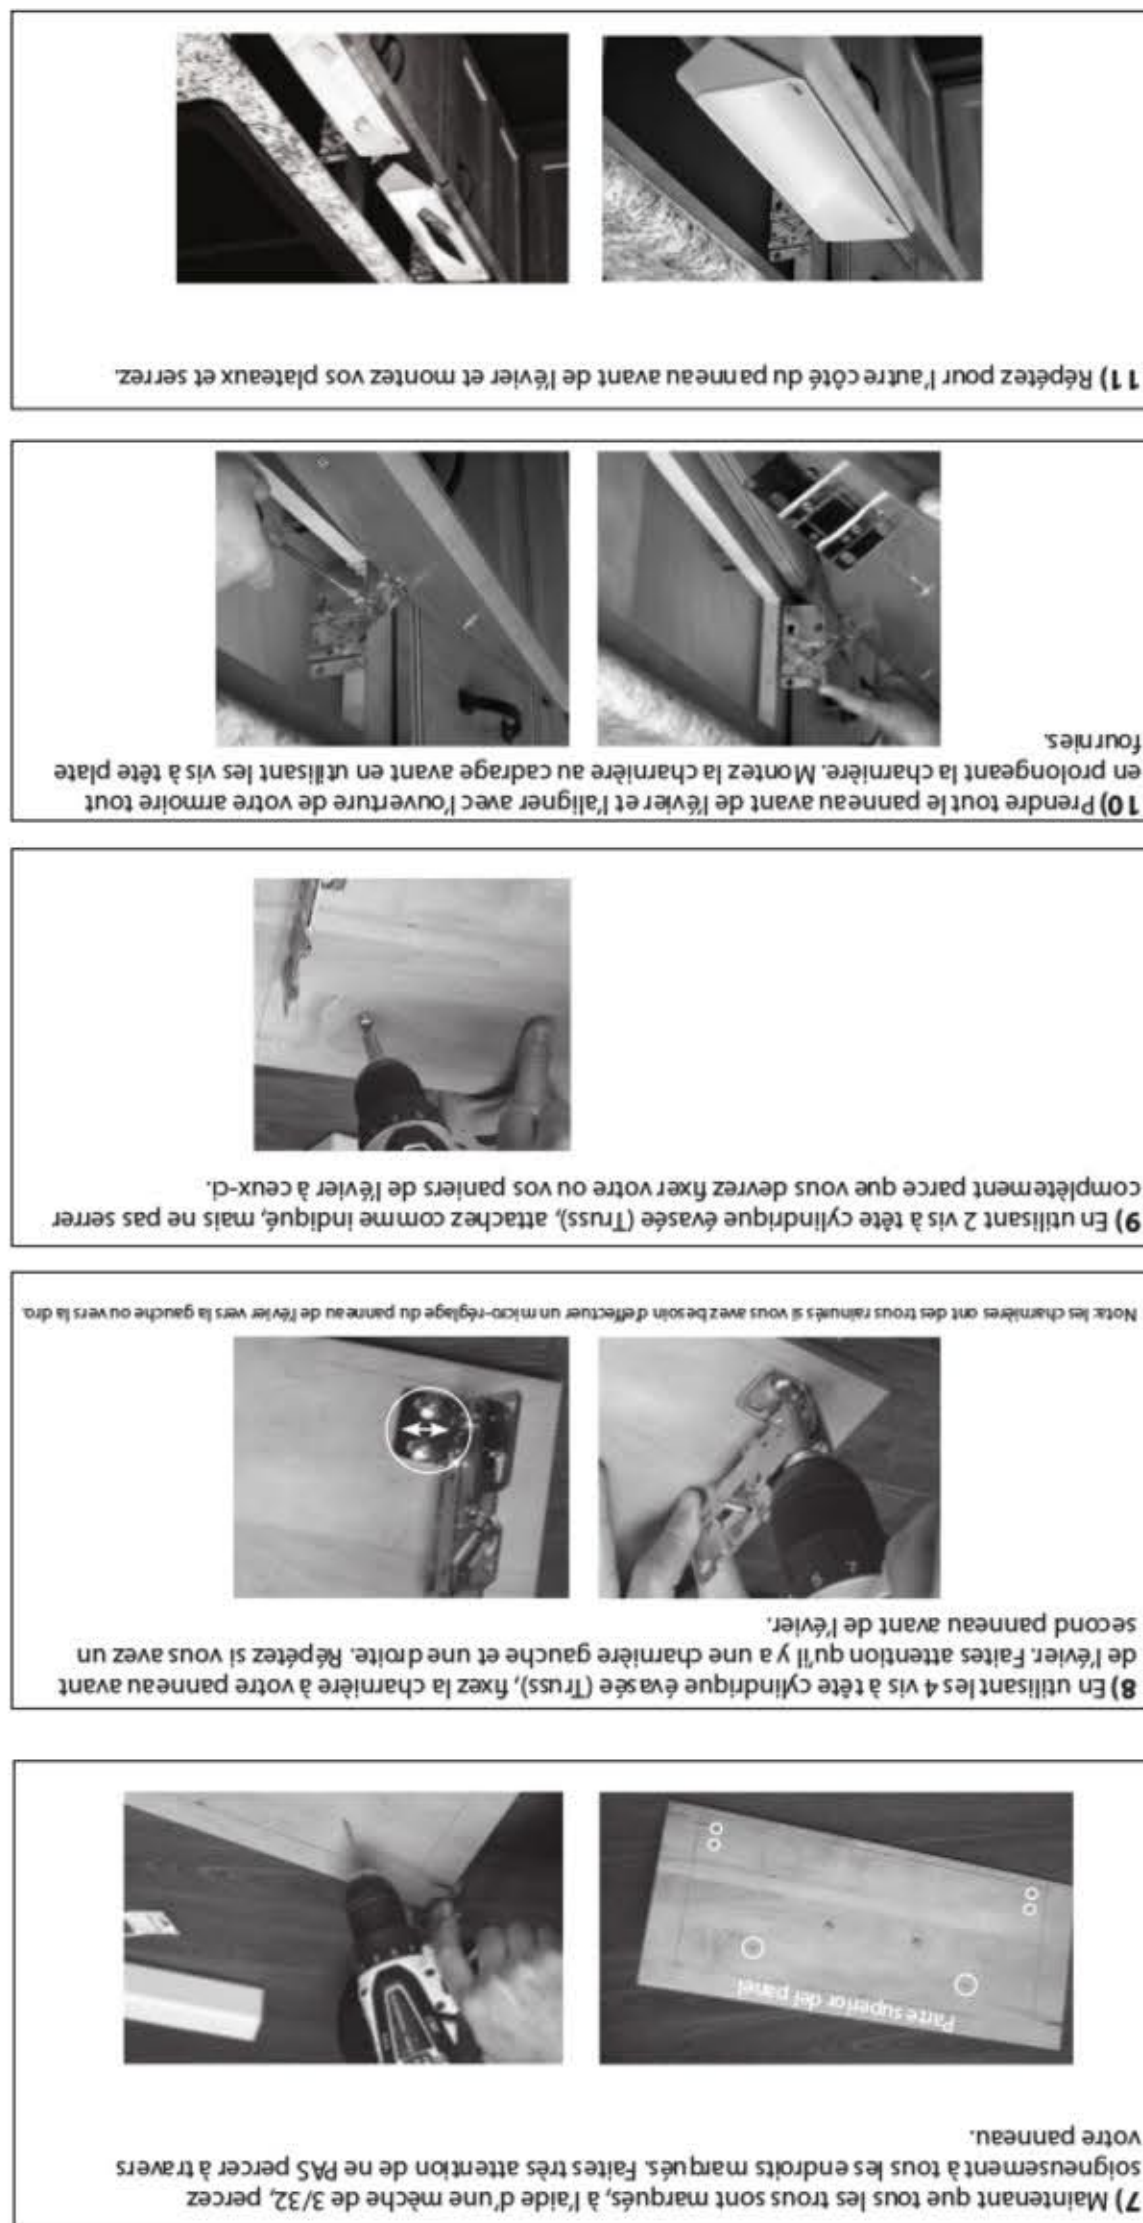 7) Maintenant que tous les trous sont marqués, à l'aide d'une mèche de 3/32, percez
soigneusement à tous les endroits marqués. Faites très attention de ne PAS percer à travers
votre panneau.
Parte superior del panel
8) En utilisant les 4 vis à tête cylindrique évasée (Truss), fixez la charnière à votre panneau avant
de l'évier. Faites attention qu'il y a une charnière gauche et une droite. Répétez si vous avez un
second panneau avant de l'évier.
Nota: les charnières ont des trous rainurés si vous avez besoin d'effectuer un micro-réglage du panneau de l'évier vers la gauche ou vers la dro.
9) En utilisant 2 vis à tête cylindrique évasée (Truss), attachez comme indiqué, mais ne pas serrer
complètement parce que vous devrez fixer votre ou vos paniers de l'évier à ceux-ci.
10) Prendre tout le panneau avant de l'évier et l'aligner avec l'ouverture de votre armoire tout
en prolongeant la charnière. Montez la charnière au cadrage avant en utilisant les vis à tête plate
fournies.
11) Répétez pour l'autre côté du panneau avant de l'évier et montez vos plateaux et serrez.